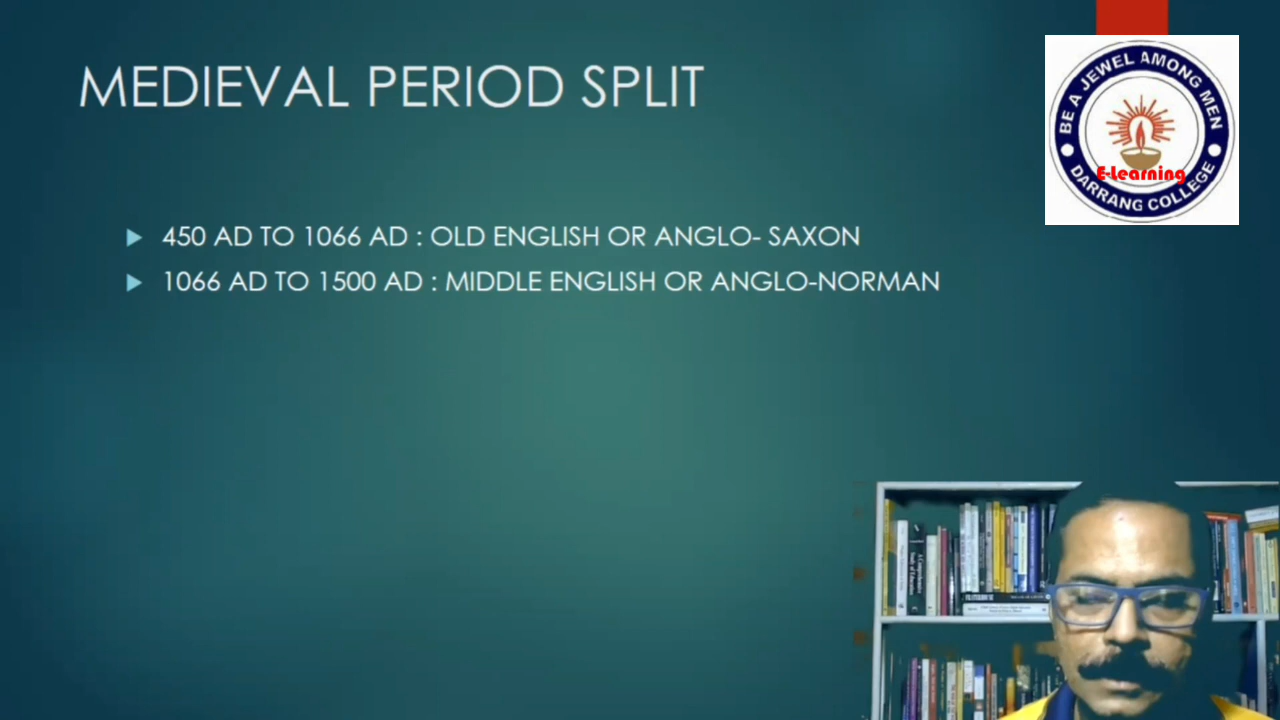 MEDIEVAL PERIOD SPLIT
450 AD TO 1066 AD : OLD ENGLISH OR ANGLO- SAXON
1066 AD TO 1500 AD : MIDDLE ENGLISH OR ANGLO-NORMAN
BE A JEWEL AMONG MEN
E-Learning
DARRANG COLLEGE